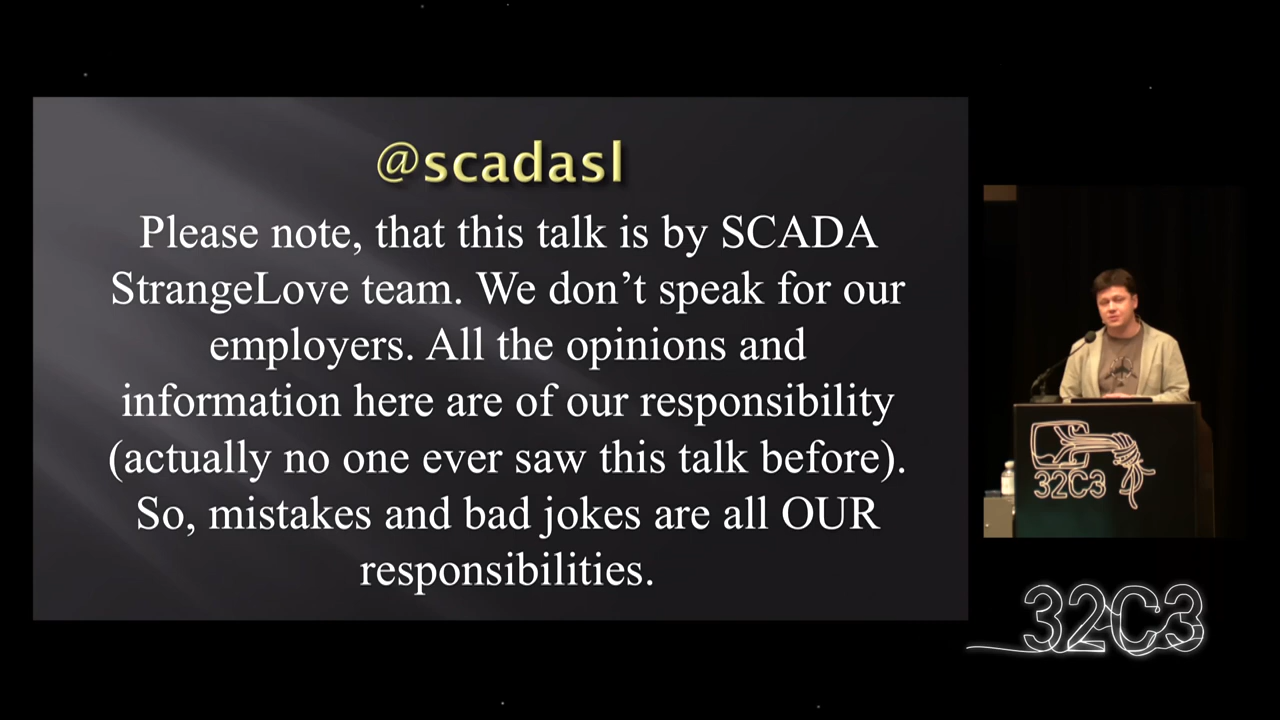 @scadasl
Please note, that this talk is by SCADA
StrangeLove team. We don’t speak for our
employers. All the opinions and
information here are of our responsibility
(actually no one ever saw this talk before).
So, mistakes and bad jokes are all OUR
responsibilities.
32C3
32C3